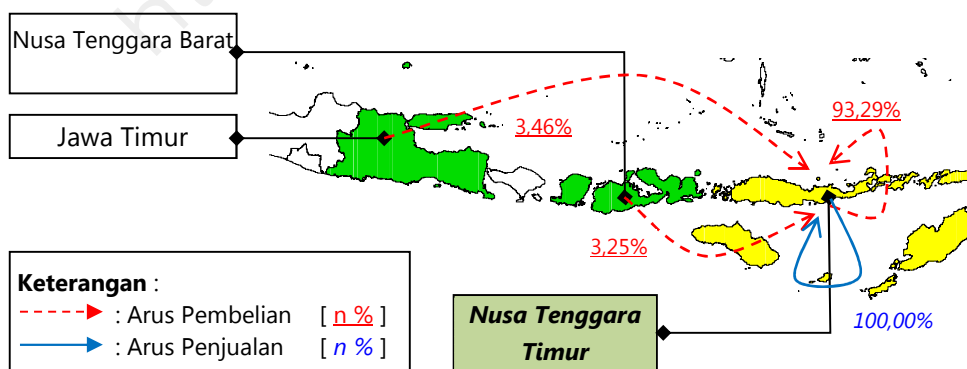 Nusa Tenggara Barat
93,29%
3,46%
Jawa Timur
3,25%
Keterangan :
: Arus Pembelian [ n % ]
: Arus Penjualan [ n % ]
Nusa Tenggara
Timur
100,00%